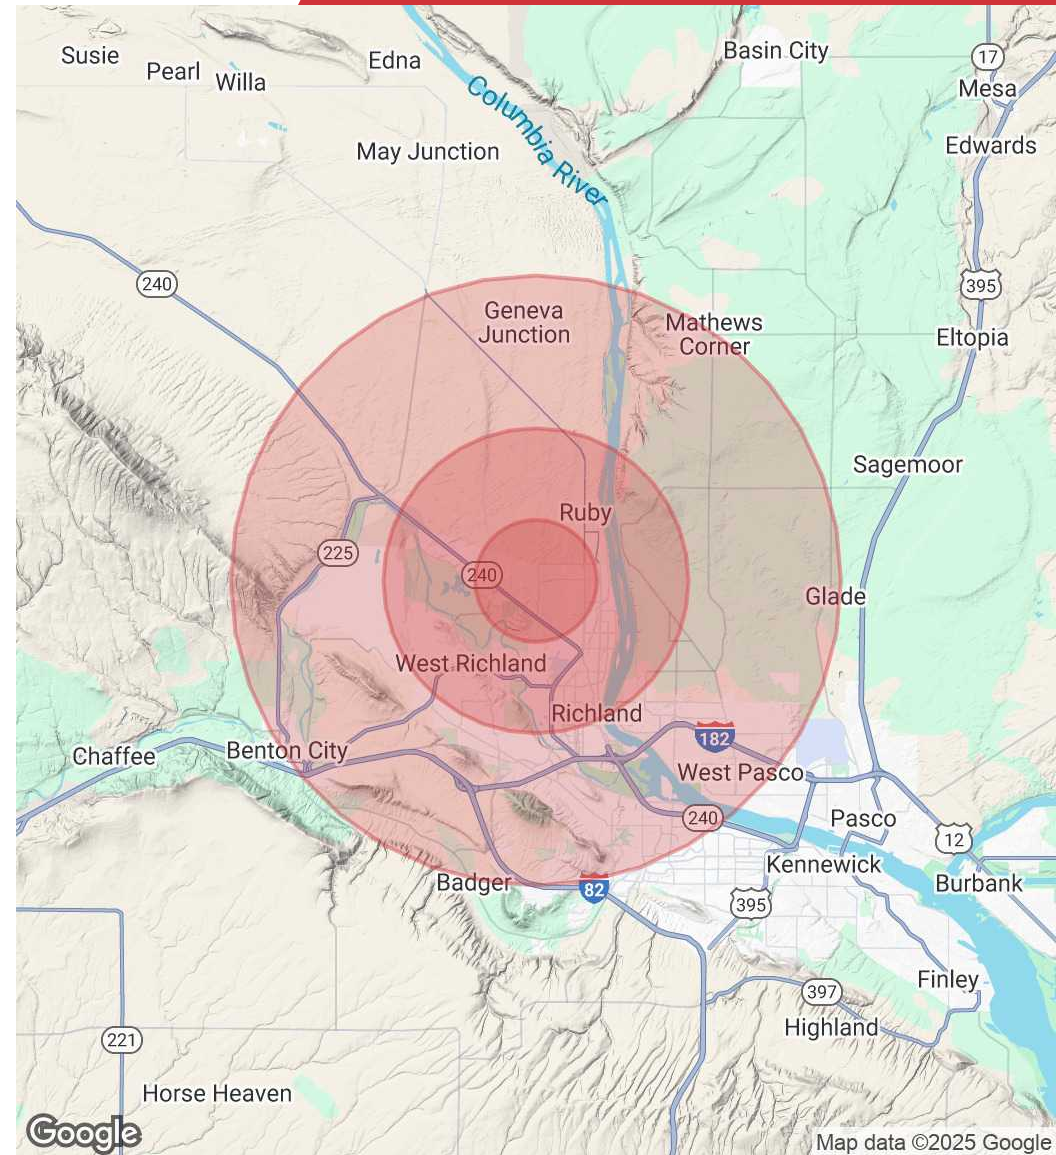 Susie
Pearl
Willa
Edna
Basin City
17
Mesa
Columbia River
May Junction
Edwards
240
395
Geneva
Junction
Mathews
Corner
Eltopia
Sagemoor
Ruby
225
240
Glade
West Richland
Richland
182
Chaffee
Benton City
West Pasco
240
Pasco
12
Kennewick
Badger
82
395
Burbank
Finley
397
Highland
221
Horse Heaven
Google
Map data ©2025 Google